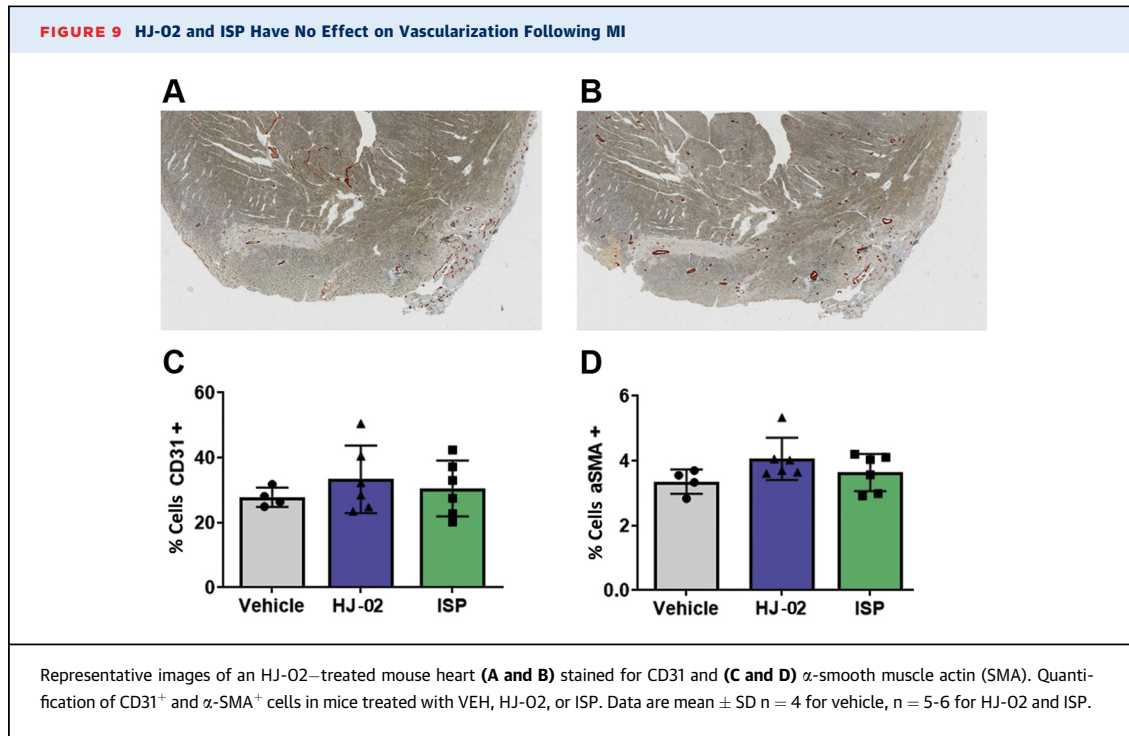 FIGURE 9 HJ-02 and ISP Have No Effect on Vascularization Following MI
A
B
C
60
40
20
0
% Cells CD31 +
Vehicle
HJ-02
ISP
D
6
4
2
0.0
% Cells aSMA +
Vehicle
HJ-02
ISP
Representative images of an HJ-02–treated mouse heart (A and B) stained for CD31 and (C and D) α-smooth muscle actin (SMA). Quanti-
fication of CD31+ and α-SMA+ cells in mice treated with VEH, HJ-02, or ISP. Data are mean ± SD n = 4 for vehicle, n = 5-6 for HJ-02 and ISP.